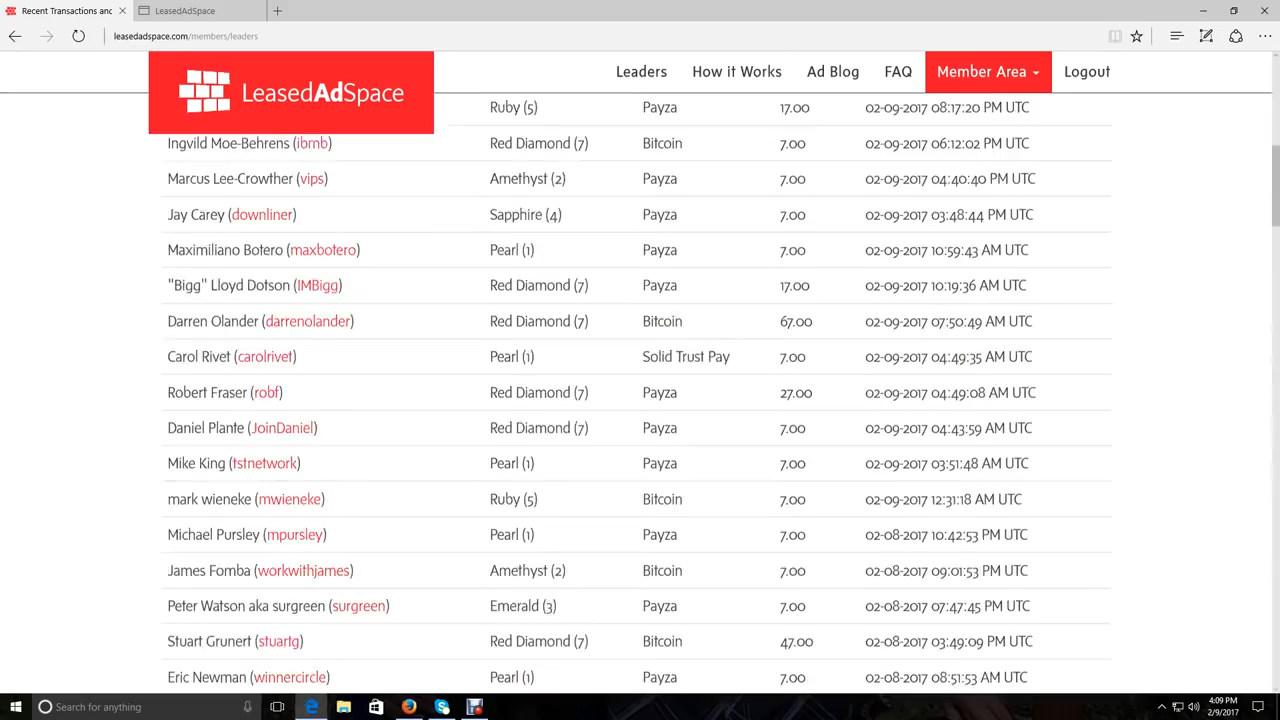 Recent Transactions anc
LeasedAdSpace
leasedadspace.com/members/leaders
LeasedAdSpace
Leaders How it Works Ad Blog FAQ Member Area Logout
Ruby (5) Payza 17.00 02-09-2017 08:17:20 PM UTC
Ingvild Moe-Behrens (ibmb) Red Diamond (7) Bitcoin 7.00 02-09-2017 06:12:02 PM UTC
Marcus Lee-Crowther (vips) Amethyst (2) Payza 7.00 02-09-2017 04:40:40 PM UTC
Jay Carey (downliner) Sapphire (4) Payza 7.00 02-09-2017 03:48:44 PM UTC
Maximiliano Botero (maxbotero) Pearl (1) Payza 7.00 02-09-2017 10:59:43 AM UTC
"Bigg" Lloyd Dotson (IMBigg) Red Diamond (7) Payza 17.00 02-09-2017 10:19:36 AM UTC
Darren Olander (darrenolander) Red Diamond (7) Bitcoin 67.00 02-09-2017 07:50:49 AM UTC
Carol Rivet (carolrivet) Pearl (1) Solid Trust Pay 7.00 02-09-2017 04:49:35 AM UTC
Robert Fraser (robf) Red Diamond (7) Payza 27.00 02-09-2017 04:49:08 AM UTC
Daniel Plante (JoinDaniel) Red Diamond (7) Payza 7.00 02-09-2017 04:43:59 AM UTC
Mike King (tstnetwork) Pearl (1) Payza 7.00 02-09-2017 03:51:48 AM UTC
mark wieneke (mwieneke) Ruby (5) Bitcoin 7.00 02-09-2017 12:31:18 AM UTC
Michael Pursley (mpursley) Pearl (1) Payza 7.00 02-08-2017 10:42:53 PM UTC
James Fomba (workwithjames) Amethyst (2) Bitcoin 7.00 02-08-2017 09:01:53 PM UTC
Peter Watson aka surgreen (surgreen) Emerald (3) Payza 7.00 02-08-2017 07:47:45 PM UTC
Stuart Grunert (stuartg) Red Diamond (7) Bitcoin 47.00 02-08-2017 03:49:09 PM UTC
Eric Newman (winnercircle) Pearl (1) Payza 7.00 02-08-2017 08:51:53 AM UTC
Search for anything
4:09 PM
2/9/2017